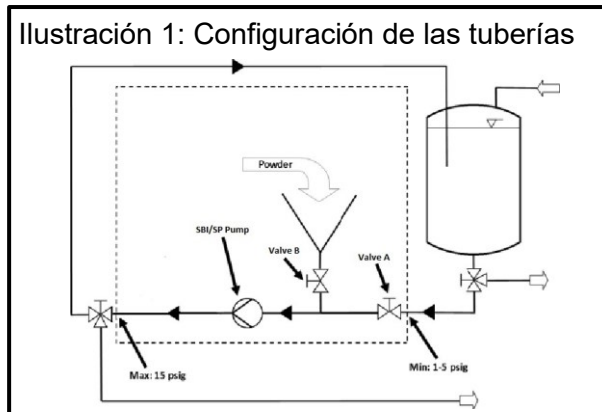 Ilustración 1: Configuración de las tuberías
Powder
SBI/SP Pump
Valve B
Valve A
Max: 15 psig
Min: 1-5 psig